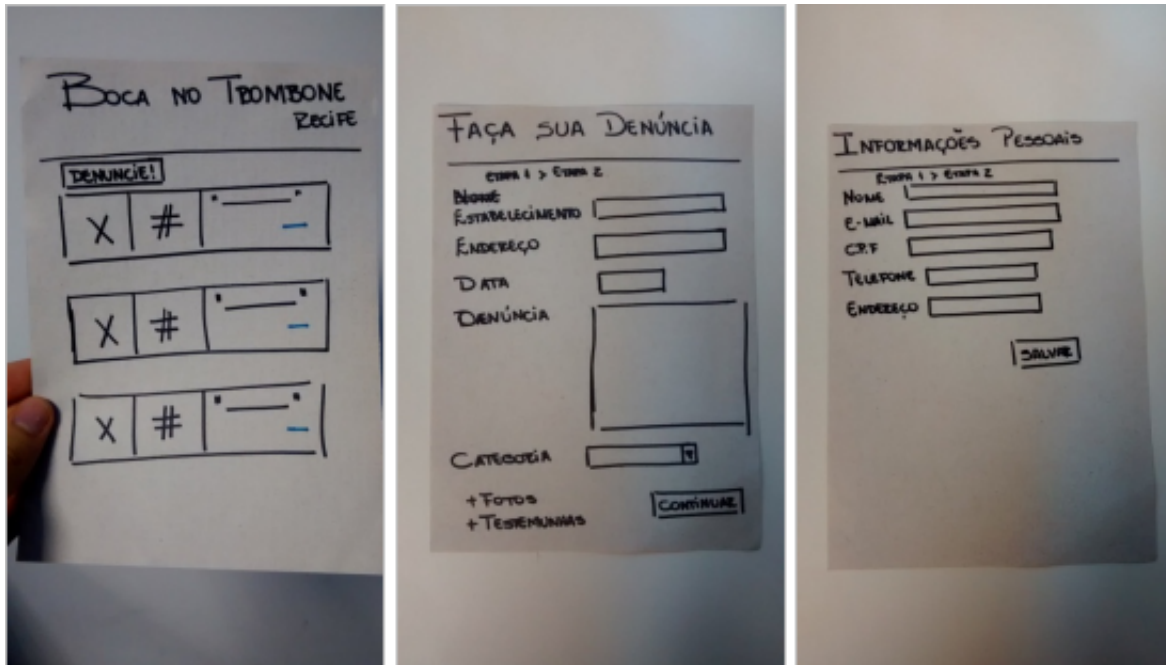 BOCA NO TROMBONE
RECIFE
DENUNCIE!
X # " "
X # " "
X # " "
FAÇA SUA DENÚNCIA
ETAPA 1 > ETAPA 2
NOME
ESTABELECIMENTO
ENDEREÇO
DATA
DENÚNCIA
CATEGORIA
+ FOTOS
+ TESTEMUNHAS
CONTINUAR
INFORMAÇÕES PESSOAIS
ETAPA 1 > ETAPA 2
NOME
E-MAIL
CPF
TELEFONE
ENDEREÇO
SALVAR